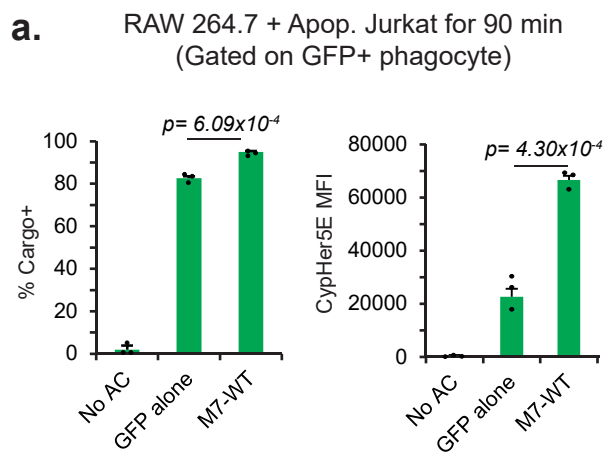 a.
RAW 264.7 + Apop. Jurkat for 90 min
(Gated on GFP+ phagocyte)
% Cargo+
100
80
60
40
20
0
p= 6.09x10⁻⁴
No AC
GFP alone
M7-WT
CypHer5E MFI
80000
60000
40000
20000
0
p= 4.30x10⁻⁴
No AC
GFP alone
M7-WT